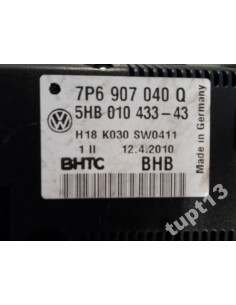 7P6 907 040 Q
5HB 010 433-43
H18 K030 SW0411
1 II 12.4.2010
BHTC BHB
Made in Germany
tupt13